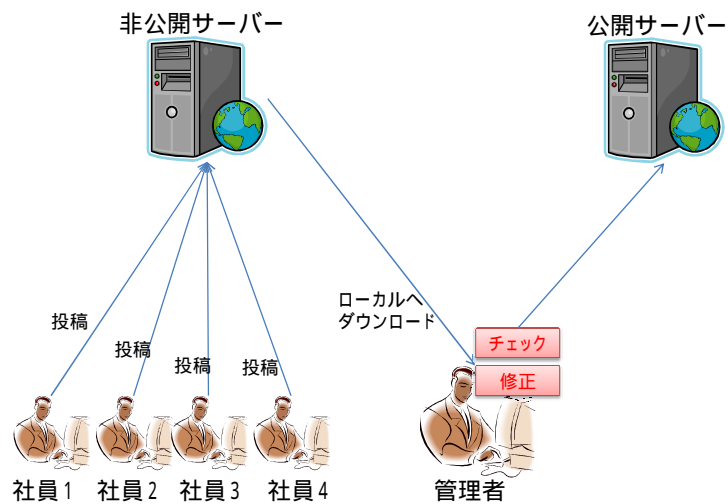 非公開サーバー
公開サーバー
ローカルへ
ダウンロード
投稿
投稿
投稿
投稿
チェック
修正
社員1
社員2
社員3
社員4
管理者